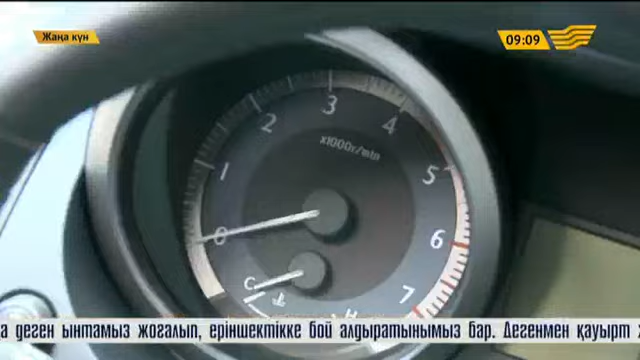 Жаңа күн
09:09
3
2
4
x1000r/min
1
5
0
6
C
7
H
а деген ынтамыз жоғалып, еріншектікке бой алдыратынымыз бар. Дегенмен қауырт